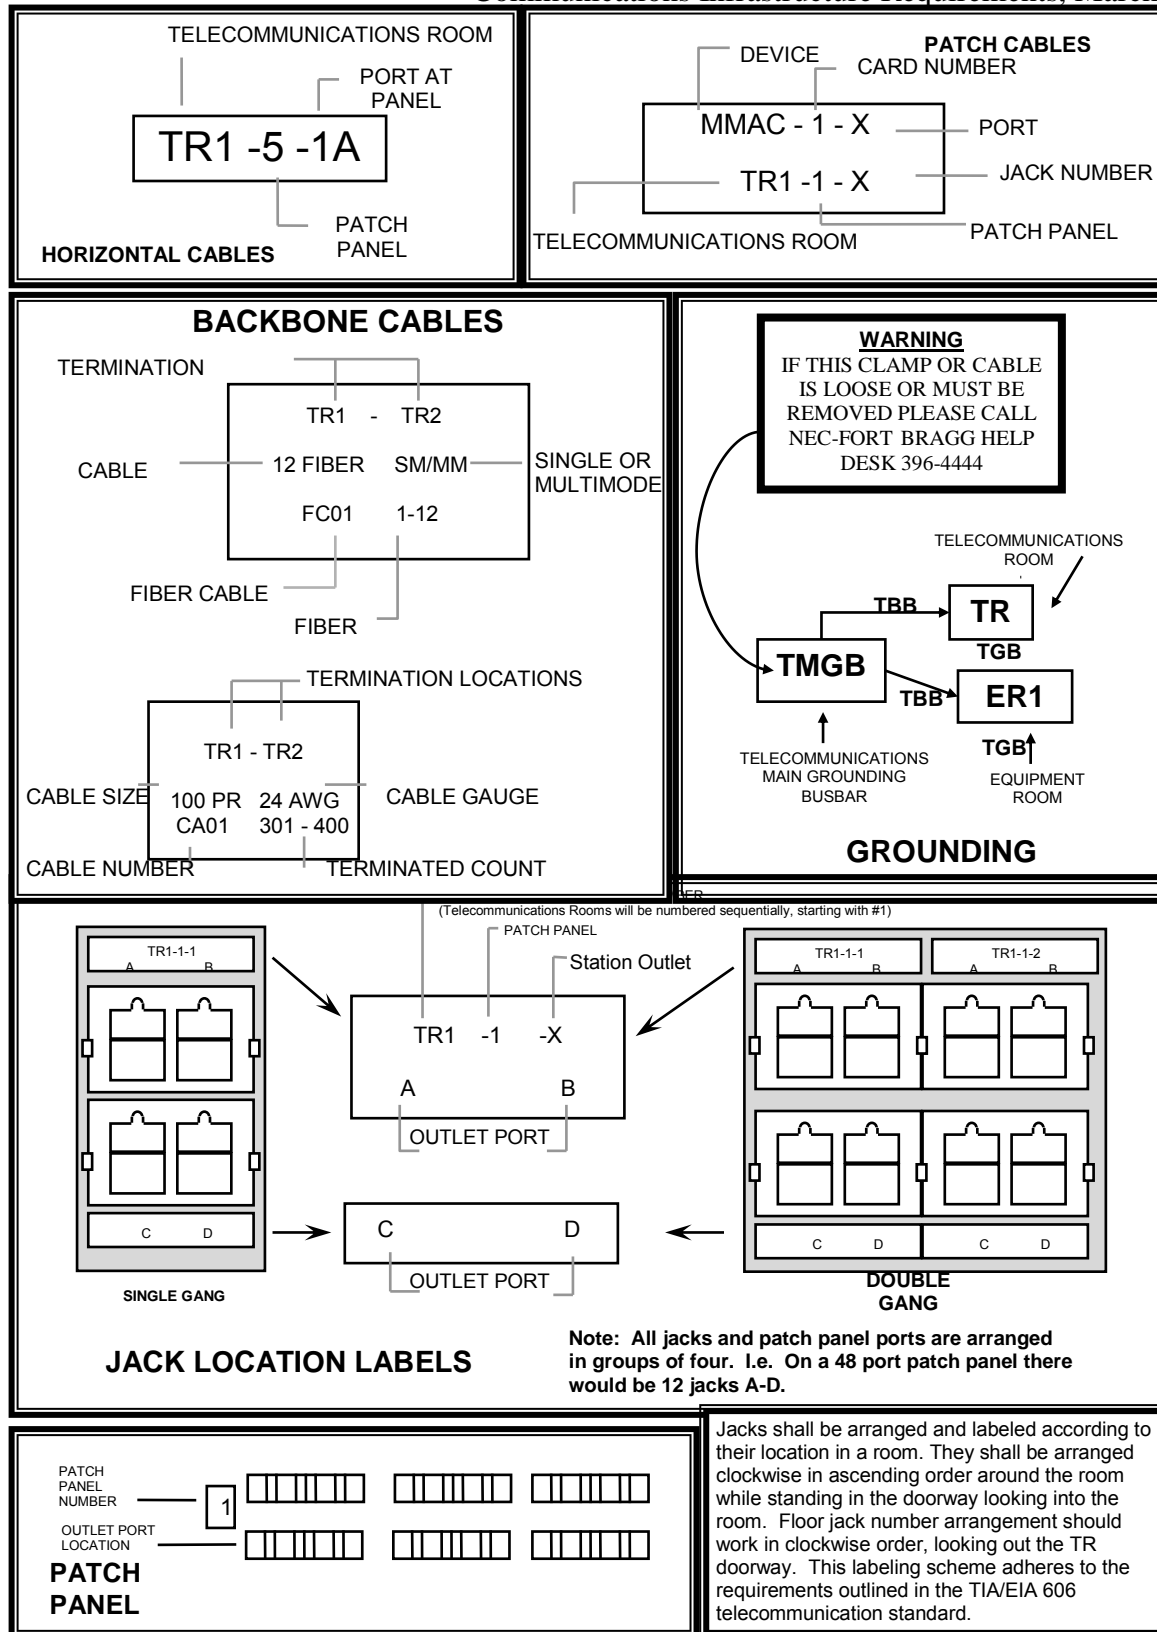 TELECOMMUNICATIONS ROOM
PORT AT
PANEL
TR1 -5 -1A
PATCH
PANEL
HORIZONTAL CABLES
PATCH CABLES
DEVICE
CARD NUMBER
MMAC - 1 - X
PORT
TR1 -1 - X
JACK NUMBER
TELECOMMUNICATIONS ROOM
PATCH PANEL
BACKBONE CABLES
TERMINATION
TR1 - TR2
CABLE
12 FIBER SM/MM
SINGLE OR
MULTIMODE
FC01 1-12
FIBER CABLE
FIBER
TERMINATION LOCATIONS
TR1 - TR2
CABLE SIZE
100 PR 24 AWG
CABLE GAUGE
CA01 301 - 400
CABLE NUMBER
TERMINATED COUNT
WARNING
IF THIS CLAMP OR CABLE
IS LOOSE OR MUST BE
REMOVED PLEASE CALL
NEC-FORT BRAGG HELP
DESK 396-4444
TELECOMMUNICATIONS
ROOM
TBB
TR
TGB
TMGB
TBB
ER1
TGB
TELECOMMUNICATIONS
MAIN GROUNDING
BUSBAR
EQUIPMENT
ROOM
GROUNDING
(Telecommunications Rooms will be numbered sequentially, starting with #1)
PATCH PANEL
Station Outlet
TR1-1-1
A B
TR1 -1 -X
A B
OUTLET PORT
C D
OUTLET PORT
C D
SINGLE GANG
TR1-1-1 TR1-1-2
A B A B
C D C D
DOUBLE
GANG
JACK LOCATION LABELS
Note: All jacks and patch panel ports are arranged
in groups of four. I.e. On a 48 port patch panel there
would be 12 jacks A-D.
PATCH
PANEL
NUMBER
1
OUTLET PORT
LOCATION
PATCH
PANEL
Jacks shall be arranged and labeled according to
their location in a room. They shall be arranged
clockwise in ascending order around the room
while standing in the doorway looking into the
room. Floor jack number arrangement should
work in clockwise order, looking out the TR
doorway. This labeling scheme adheres to the
requirements outlined in the TIA/EIA 606
telecommunication standard.